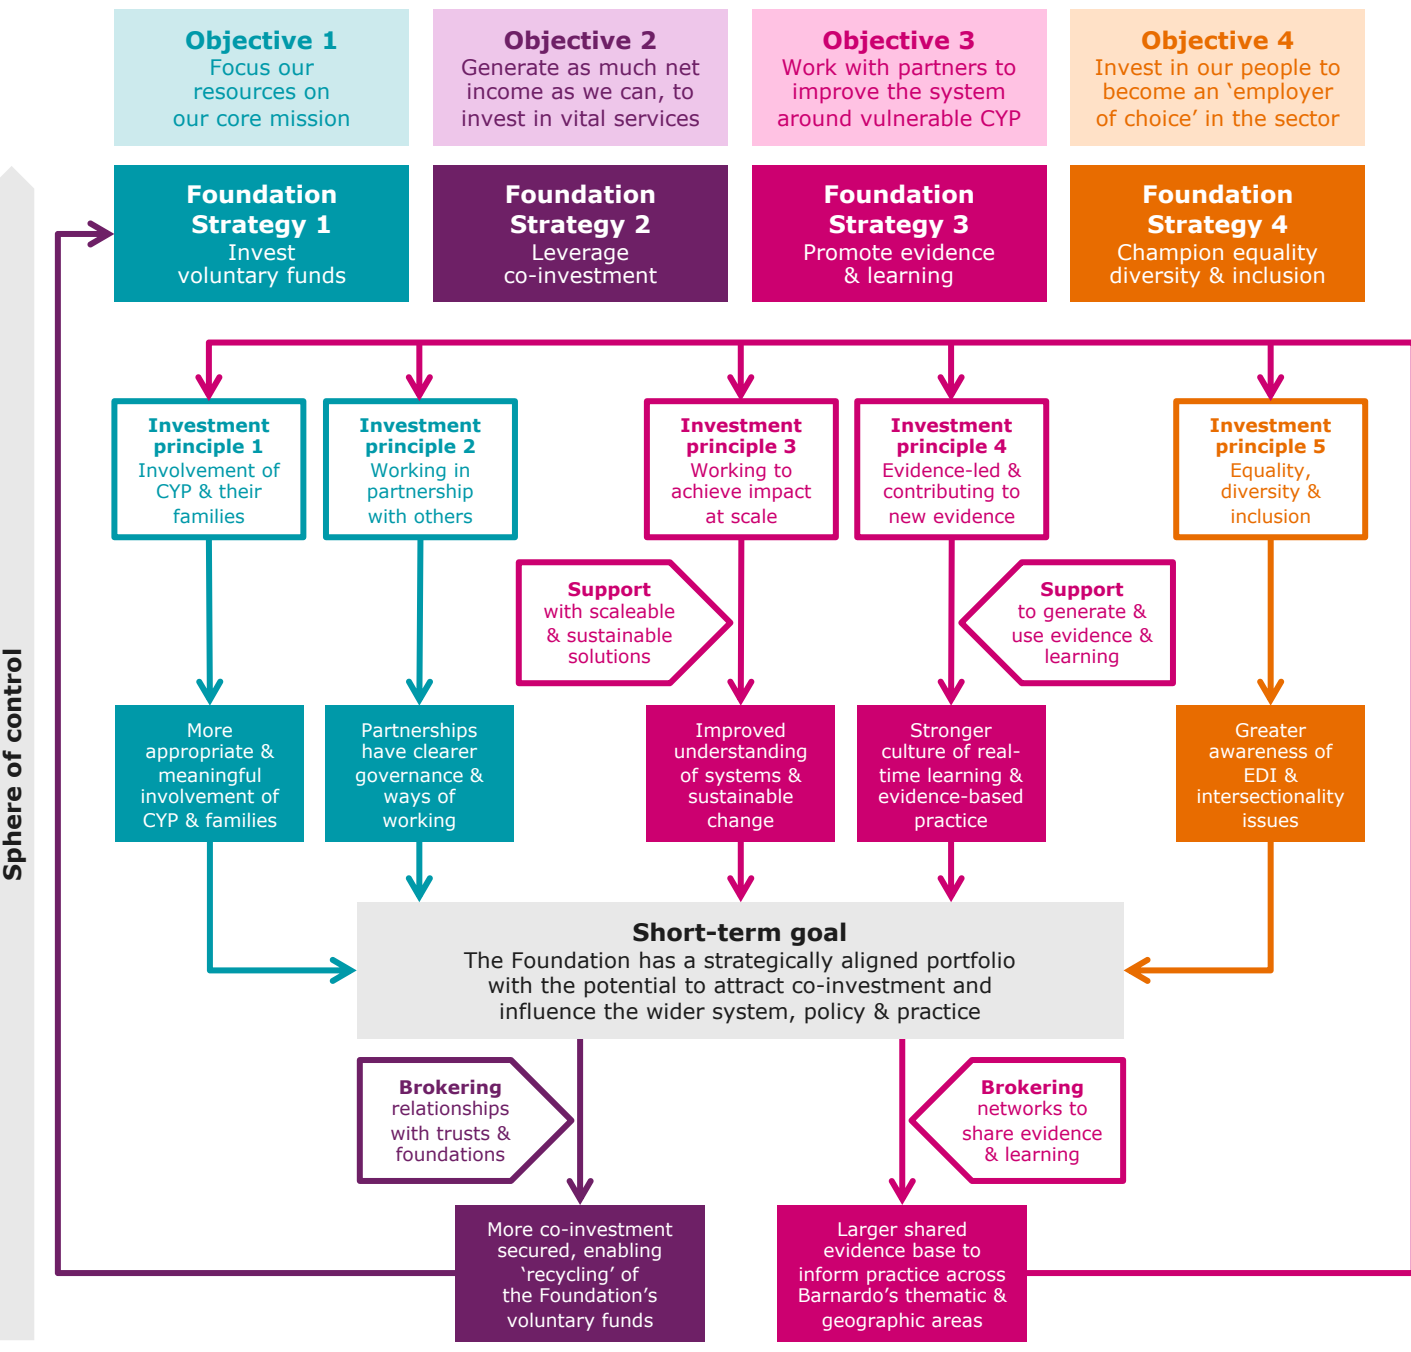 Objective 1
Focus our
resources on
our core mission
Objective 2
Generate as much net
income as we can, to
invest in vital services
Objective 3
Work with partners to
improve the system
around vulnerable CYP
Objective 4
Invest in our people to
become an ‘employer
of choice’ in the sector
Foundation
Strategy 1
Invest
voluntary funds
Foundation
Strategy 2
Leverage
co-investment
Foundation
Strategy 3
Promote evidence
& learning
Foundation
Strategy 4
Champion equality
diversity & inclusion
Sphere of control
Investment
principle 1
Involvement of
CYP & their
families
Investment
principle 2
Working in
partnership
with others
Investment
principle 3
Working to
achieve impact
at scale
Investment
principle 4
Evidence-led &
contributing to
new evidence
Investment
principle 5
Equality,
diversity &
inclusion
Support
with scaleable
& sustainable
solutions
Support
to generate &
use evidence &
learning
More
appropriate &
meaningful
involvement of
CYP & families
Partnerships
have clearer
governance &
ways of
working
Improved
understanding
of systems &
sustainable
change
Stronger
culture of real-
time learning &
evidence-based
practice
Greater
awareness of
EDI &
intersectionality
issues
Short-term goal
The Foundation has a strategically aligned portfolio
with the potential to attract co-investment and
influence the wider system, policy & practice
Brokering
relationships
with trusts &
foundations
Brokering
networks to
share evidence
& learning
More co-investment
secured, enabling
‘recycling’ of
the Foundation’s
voluntary funds
Larger shared
evidence base to
inform practice across
Barnardo’s thematic &
geographic areas